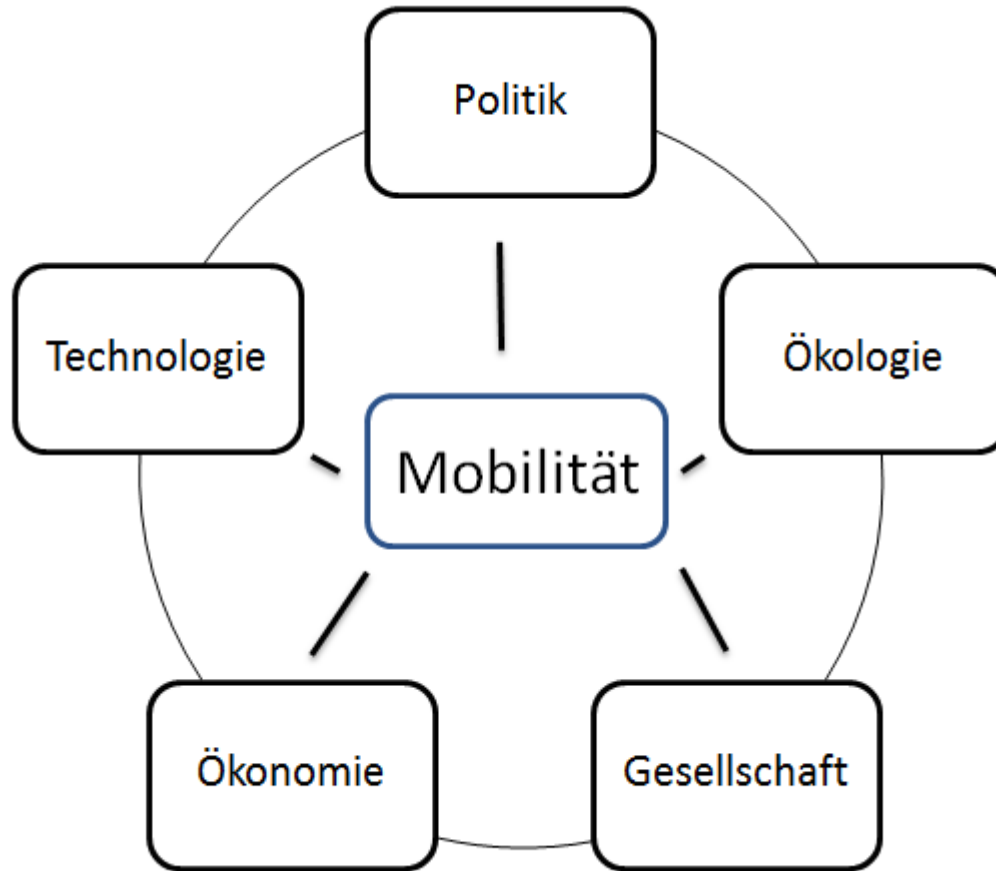 Politik
Technologie
Ökologie
Mobilität
Ökonomie
Gesellschaft